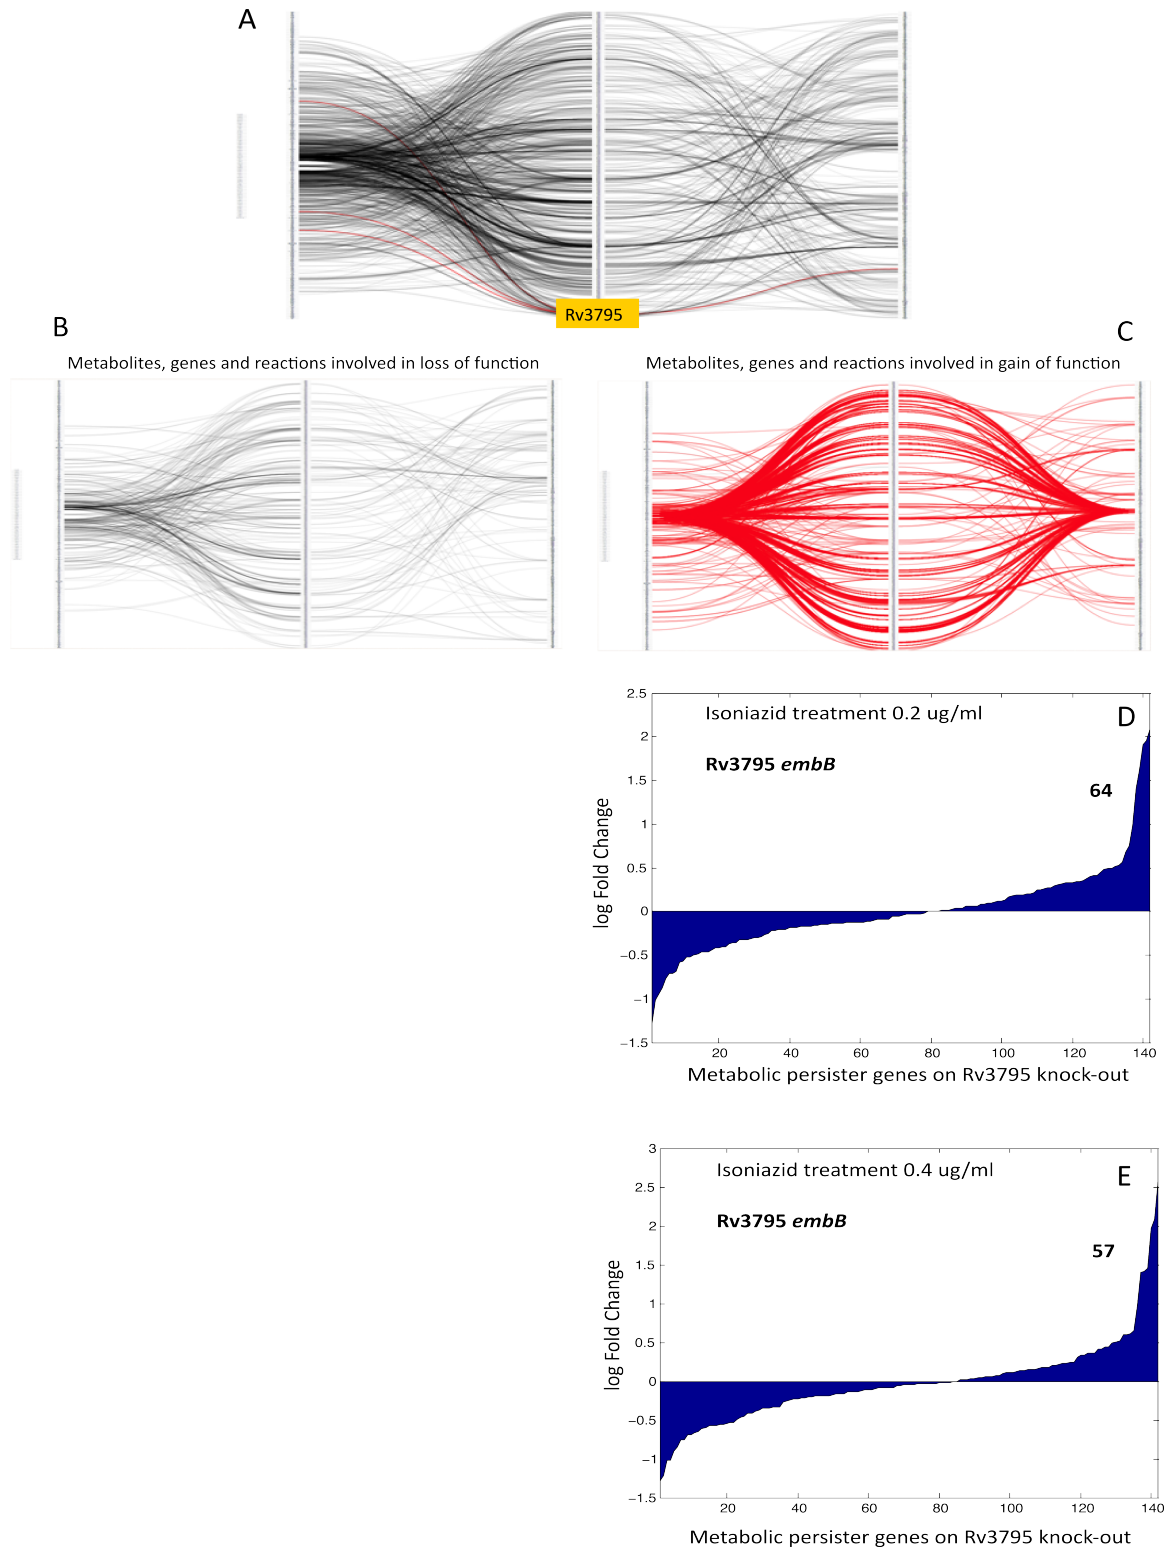 A
Rv3795
B
C
Metabolites, genes and reactions involved in loss of function
Metabolites, genes and reactions involved in gain of function
2.5
Isoniazid treatment 0.2 ug/ml
D
2
Rv3795 embB
1.5
64
1
0.5
0
−0.5
−1
−1.5
log Fold Change
20 40 60 80 100 120 140
Metabolic persister genes on Rv3795 knock-out
3
Isoniazid treatment 0.4 ug/ml
E
2.5
Rv3795 embB
2
57
1.5
1
0.5
0
−0.5
−1
−1.5
log Fold Change
20 40 60 80 100 120 140
Metabolic persister genes on Rv3795 knock-out